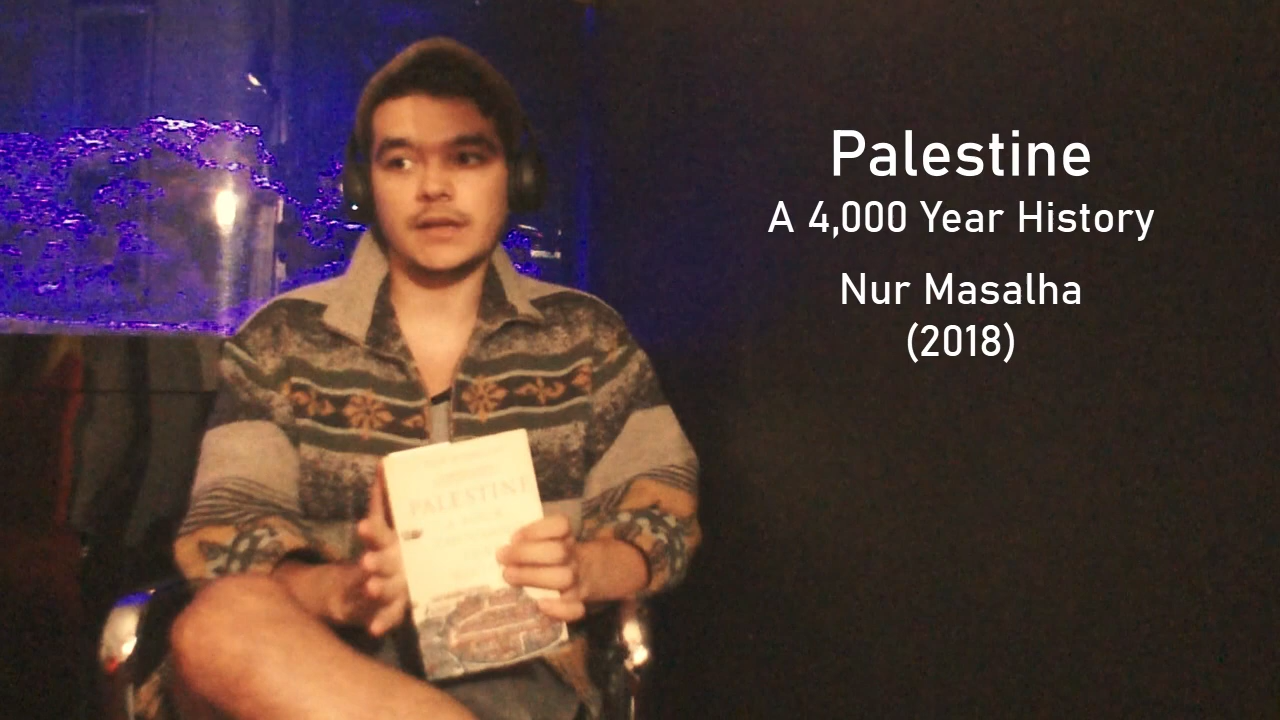 Palestine
A 4,000 Year History
Nur Masalha
(2018)
PALESTINE